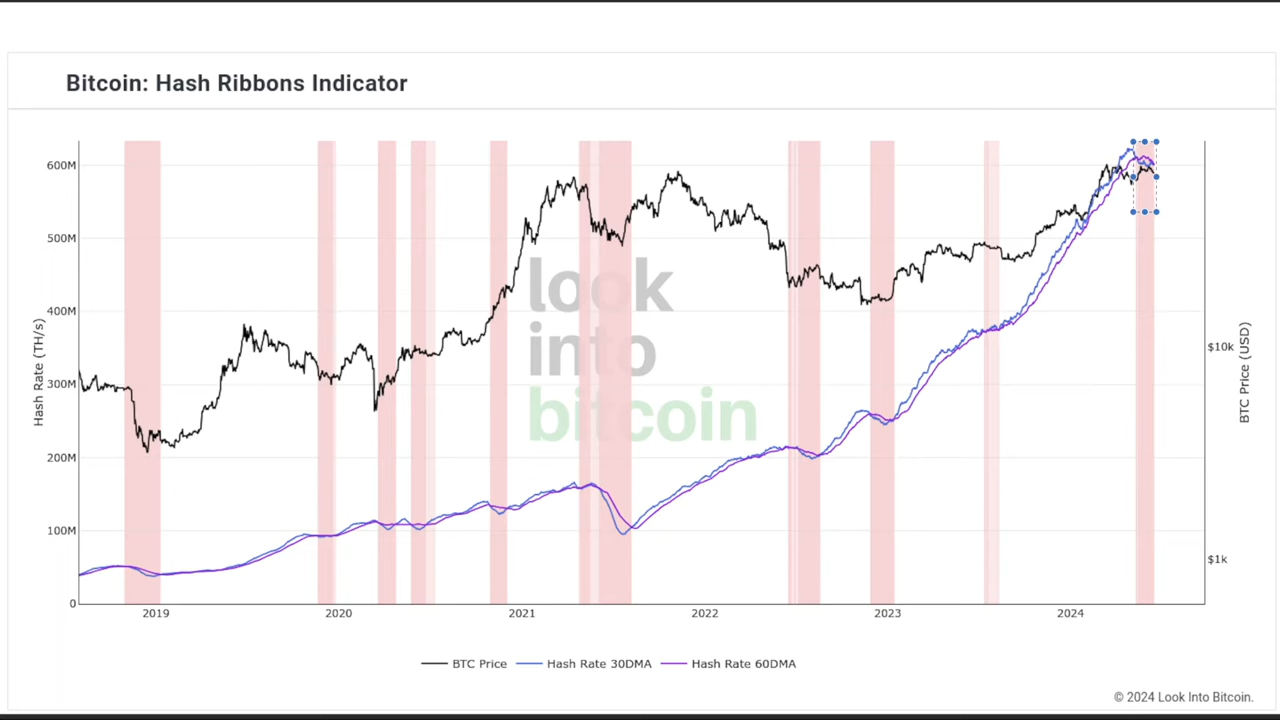 Bitcoin: Hash Ribbons Indicator
600M
500M
400M
300M
200M
100M
0
Hash Rate (TH/s)
look
into
bitcoin
$10k
$1k
BTC Price (USD)
2019 2020 2021 2022 2023 2024
BTC Price Hash Rate 30DMA Hash Rate 60DMA
© 2024 Look Into Bitcoin.